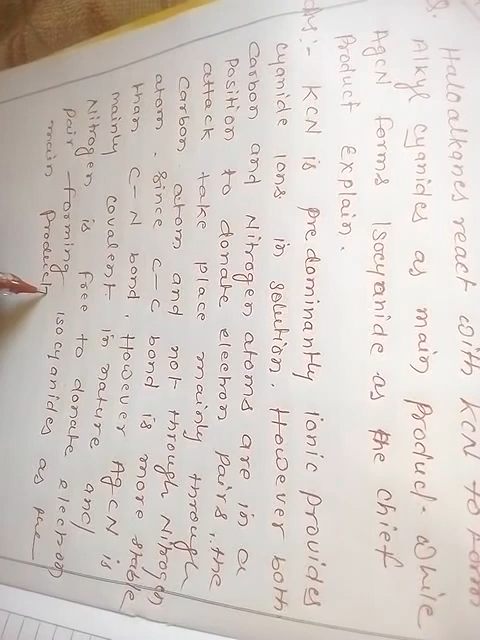 8. Haloalkanes react with KCN to form
Alkyl cyanides as main product. While
AgCN forms Isocyanide as the chief
Product Explain.
Ans:- KCN is predominantly ionic provides
cyanide ions in solution. However both
Carbon and Nitrogen atoms are in a
position to donate electron pairs, the
attack take place mainly through
Carbon atom and not through Nitrogen
atom. Since C-C bond is more stable
than C-N bond. However AgCN is
mainly covalent in nature and
Nitrogen is free to donate electron
pair forming isocyanides as the
main product